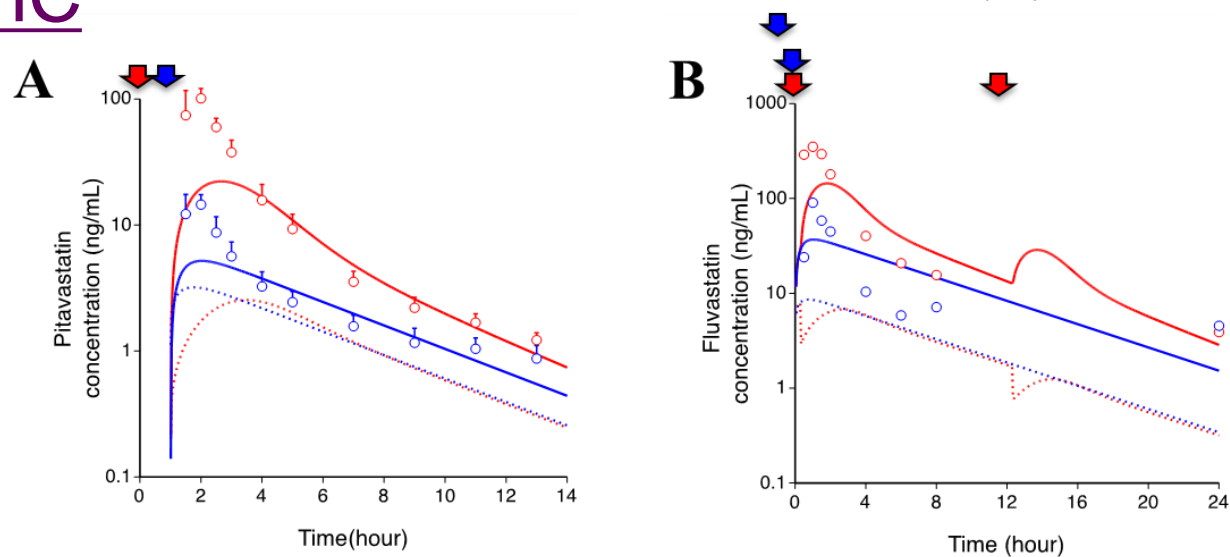 A
100
10
1
0.1
0 2 4 6 8 10 12 14
Pitavastatin
concentration (ng/mL)
Time(hour)
B
1000
100
10
1
0.1
0 4 8 12 16 20 24
Fluvastatin
concentration (ng/mL)
Time (hour)